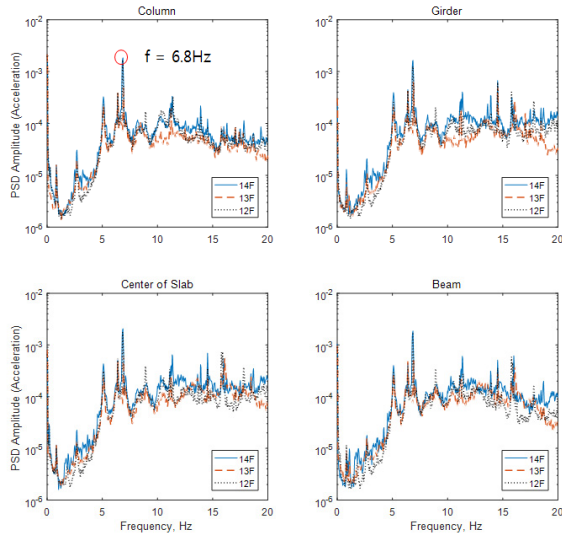 Column
f = 6.8Hz
PSD Amplitude (Acceleration)
10-2
10-3
10-4
10-5
10-6
0 5 10 15 20
14F
13F
12F
Girder
10-2
10-3
10-4
10-5
10-6
0 5 10 15 20
14F
13F
12F
Center of Slab
PSD Amplitude (Acceleration)
10-2
10-3
10-4
10-5
10-6
0 5 10 15 20
Frequency, Hz
14F
13F
12F
Beam
10-2
10-3
10-4
10-5
10-6
0 5 10 15 20
Frequency, Hz
14F
13F
12F